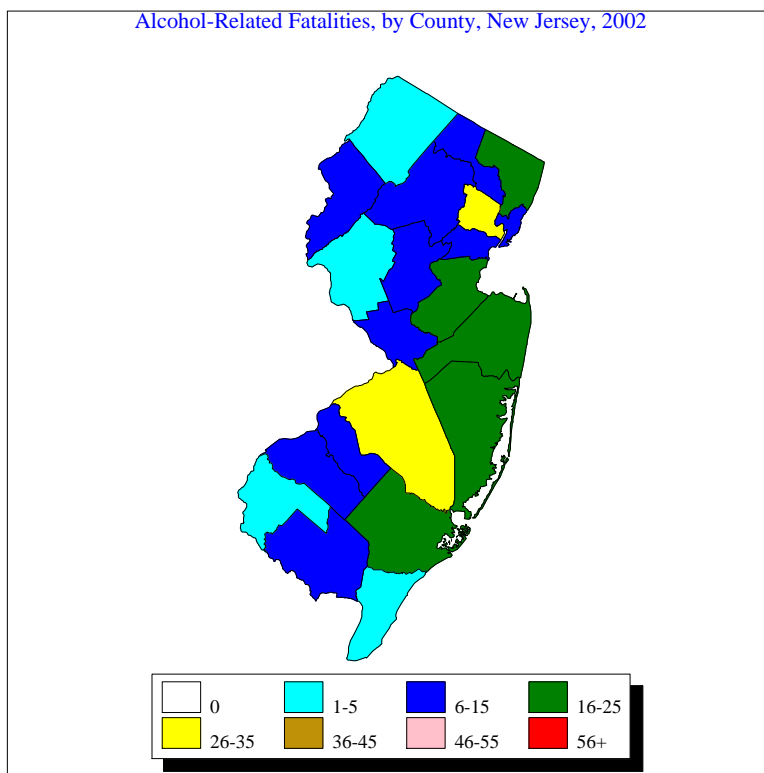 Alcohol-Related Fatalities, by County, New Jersey, 2002
0 1-5 6-15 16-25
26-35 36-45 46-55 56+